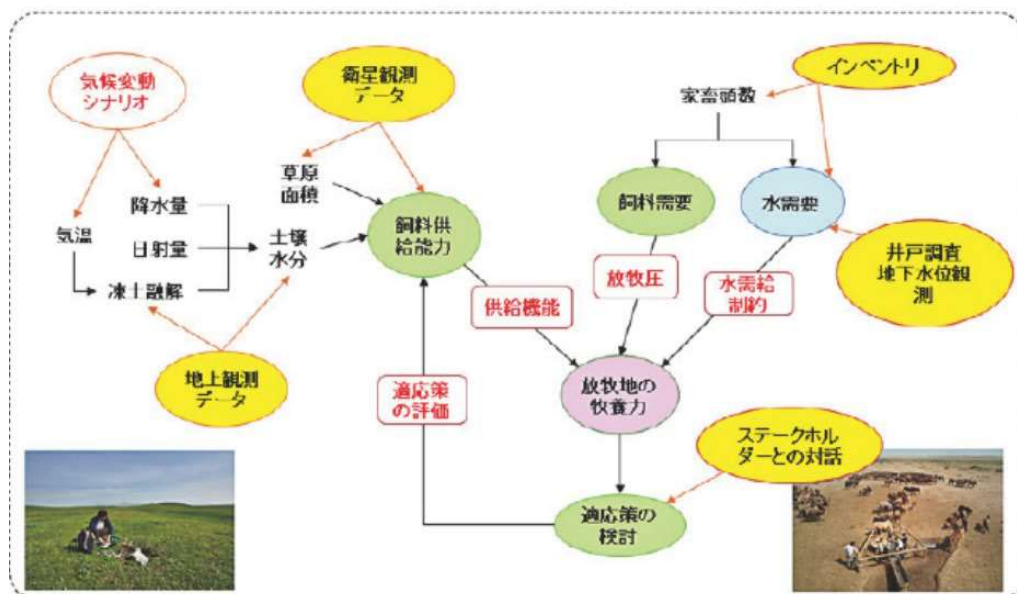 気候変動
シナリオ
衛星観測
データ
インベントリ
家畜頭数
草原
面積
降水量
気温
日射量
土壌
水分
凍土融解
飼料供
給能力
飼料需要
水需要
井戸調査
地下水位観
測
放牧圧
水需給
制約
供給機能
地上観測
データ
適応策
の評価
放牧地の
牧養力
ステークホル
ダーとの対話
適応策の
検討